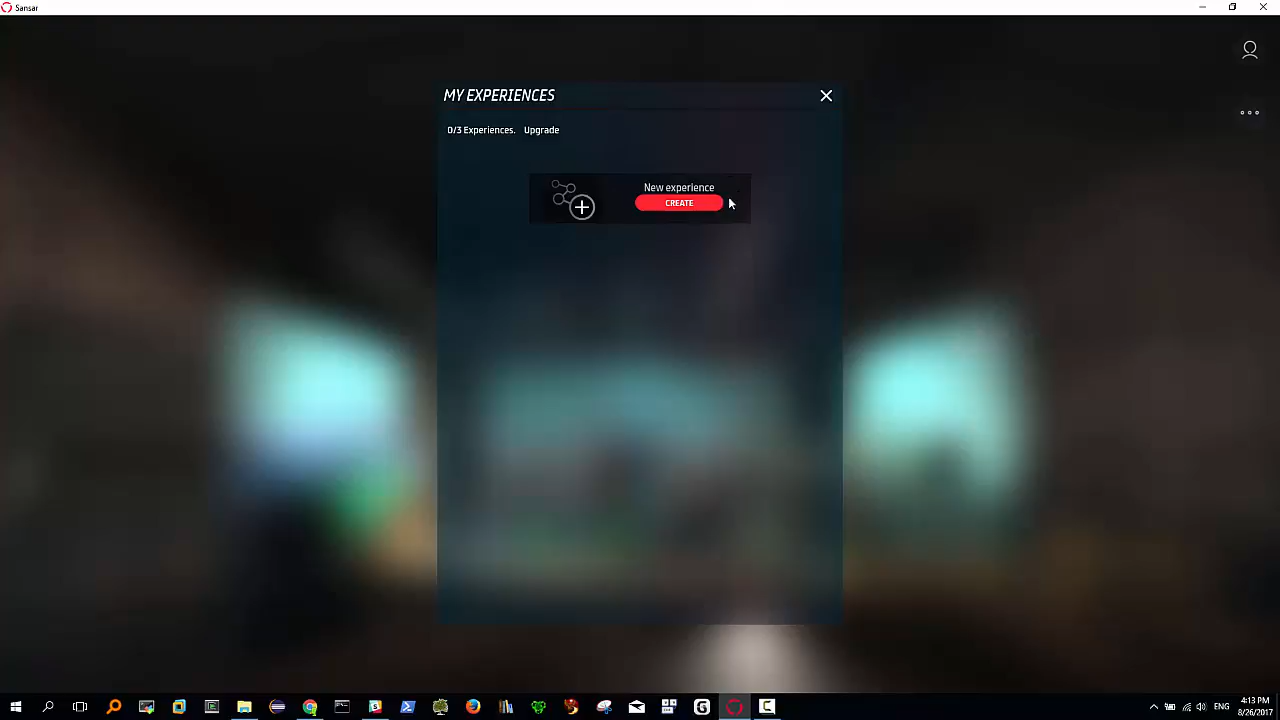 Sansar
MY EXPERIENCES
0/3 Experiences. Upgrade
New experience
CREATE
ENG
4:13 PM
8/26/2017